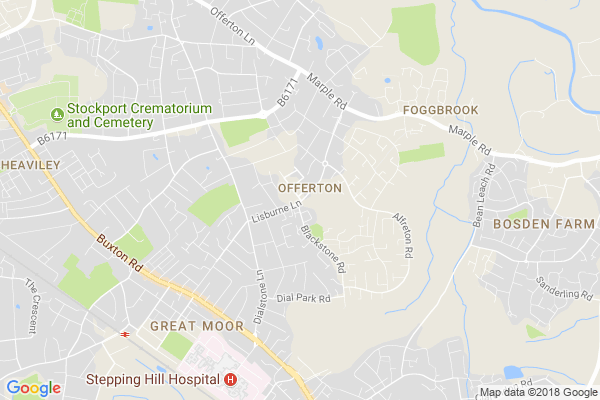 Offerton Ln
B6171
Marple Rd
FOGGBROOK
Stockport Crematorium
and Cemetery
B6171
Marple Rd
HEAVILEY
OFFERTON
Bean Leach Rd
Lisburne Ln
Alfreton Rd
BOSDEN FARM
Blackstone Rd
Buxton Rd
Sanderling Rd
The Crescent
Dialstone Ln
Dial Park Rd
GREAT MOOR
Stepping Hill Hospital
H
Google
Map data ©2018 Google